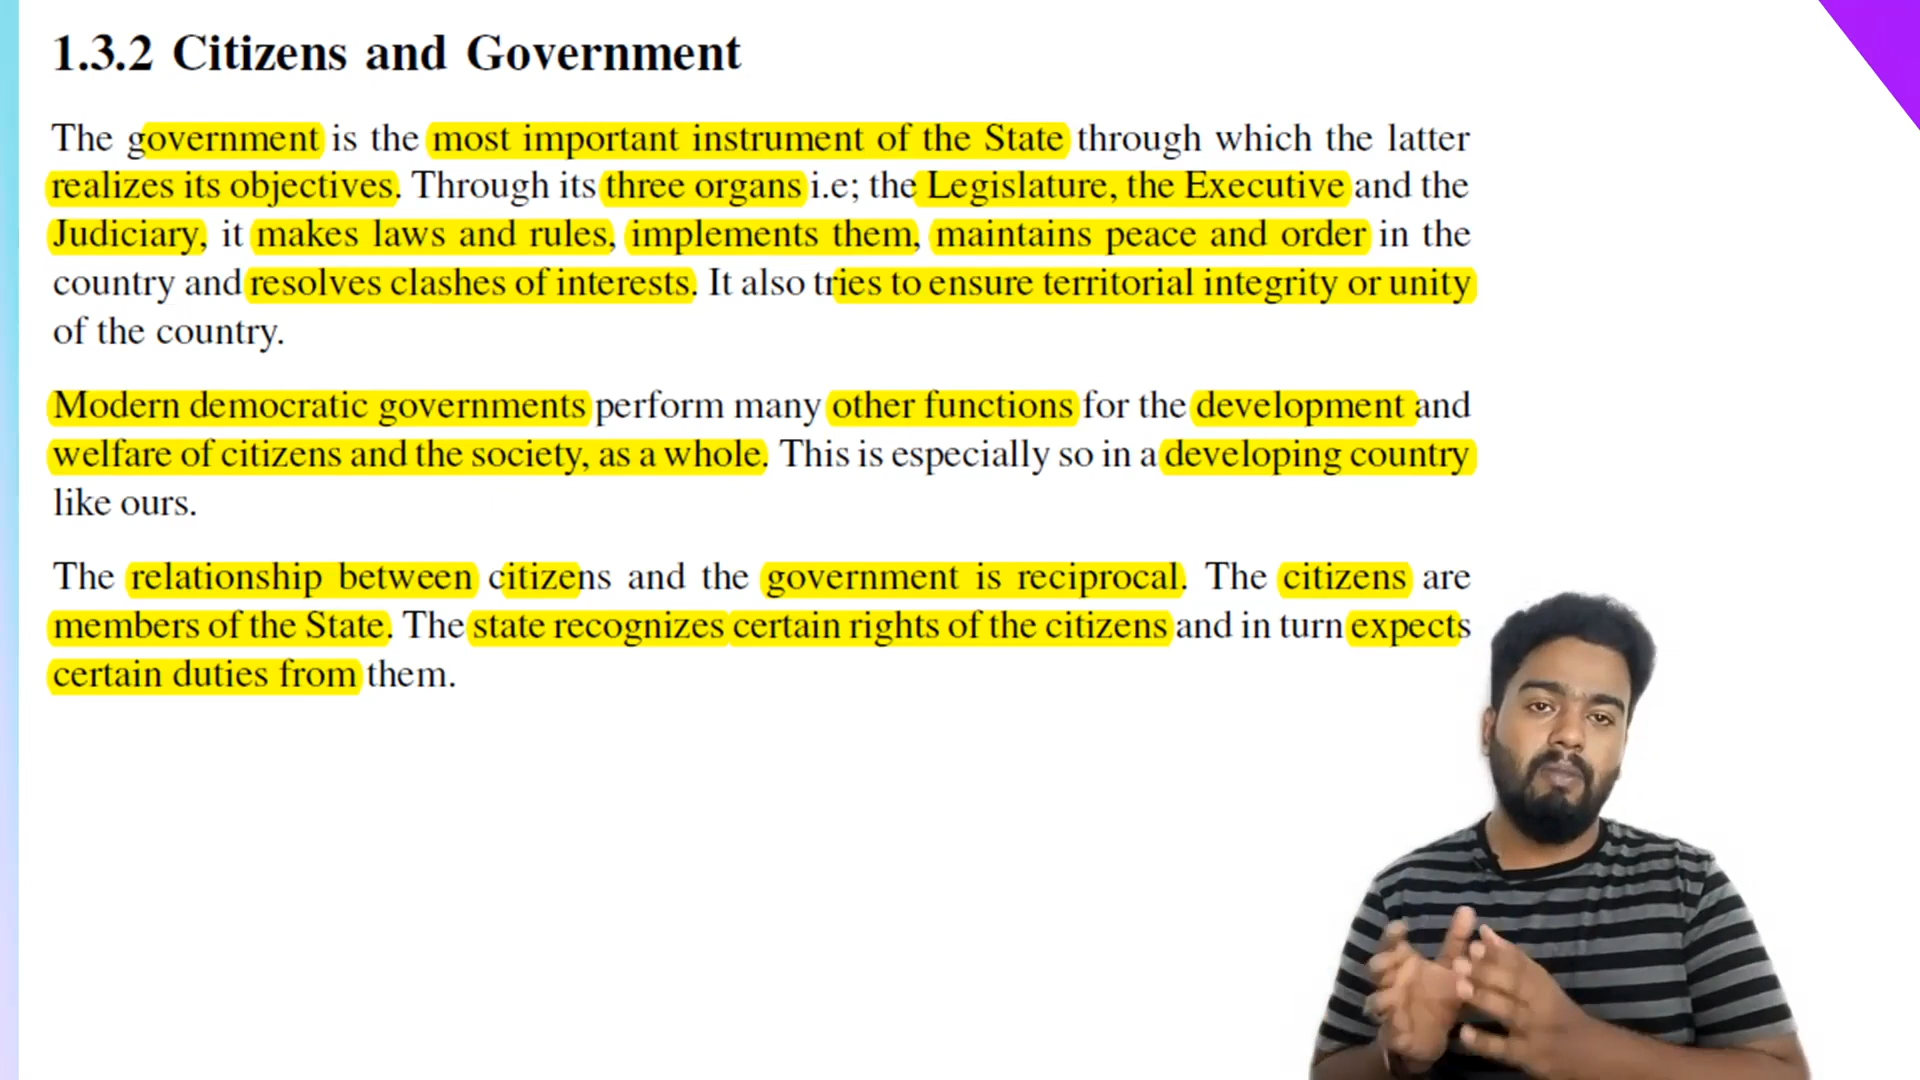 1.3.2 Citizens and Government
The government is the most important instrument of the State through which the latter
realizes its objectives. Through its three organs i.e; the Legislature, the Executive and the
Judiciary, it makes laws and rules, implements them, maintains peace and order in the
country and resolves clashes of interests. It also tries to ensure territorial integrity or unity
of the country.
Modern democratic governments perform many other functions for the development and
welfare of citizens and the society, as a whole. This is especially so in a developing country
like ours.
The relationship between citizens and the government is reciprocal. The citizens are
members of the State. The state recognizes certain rights of the citizens and in turn expects
certain duties from them.